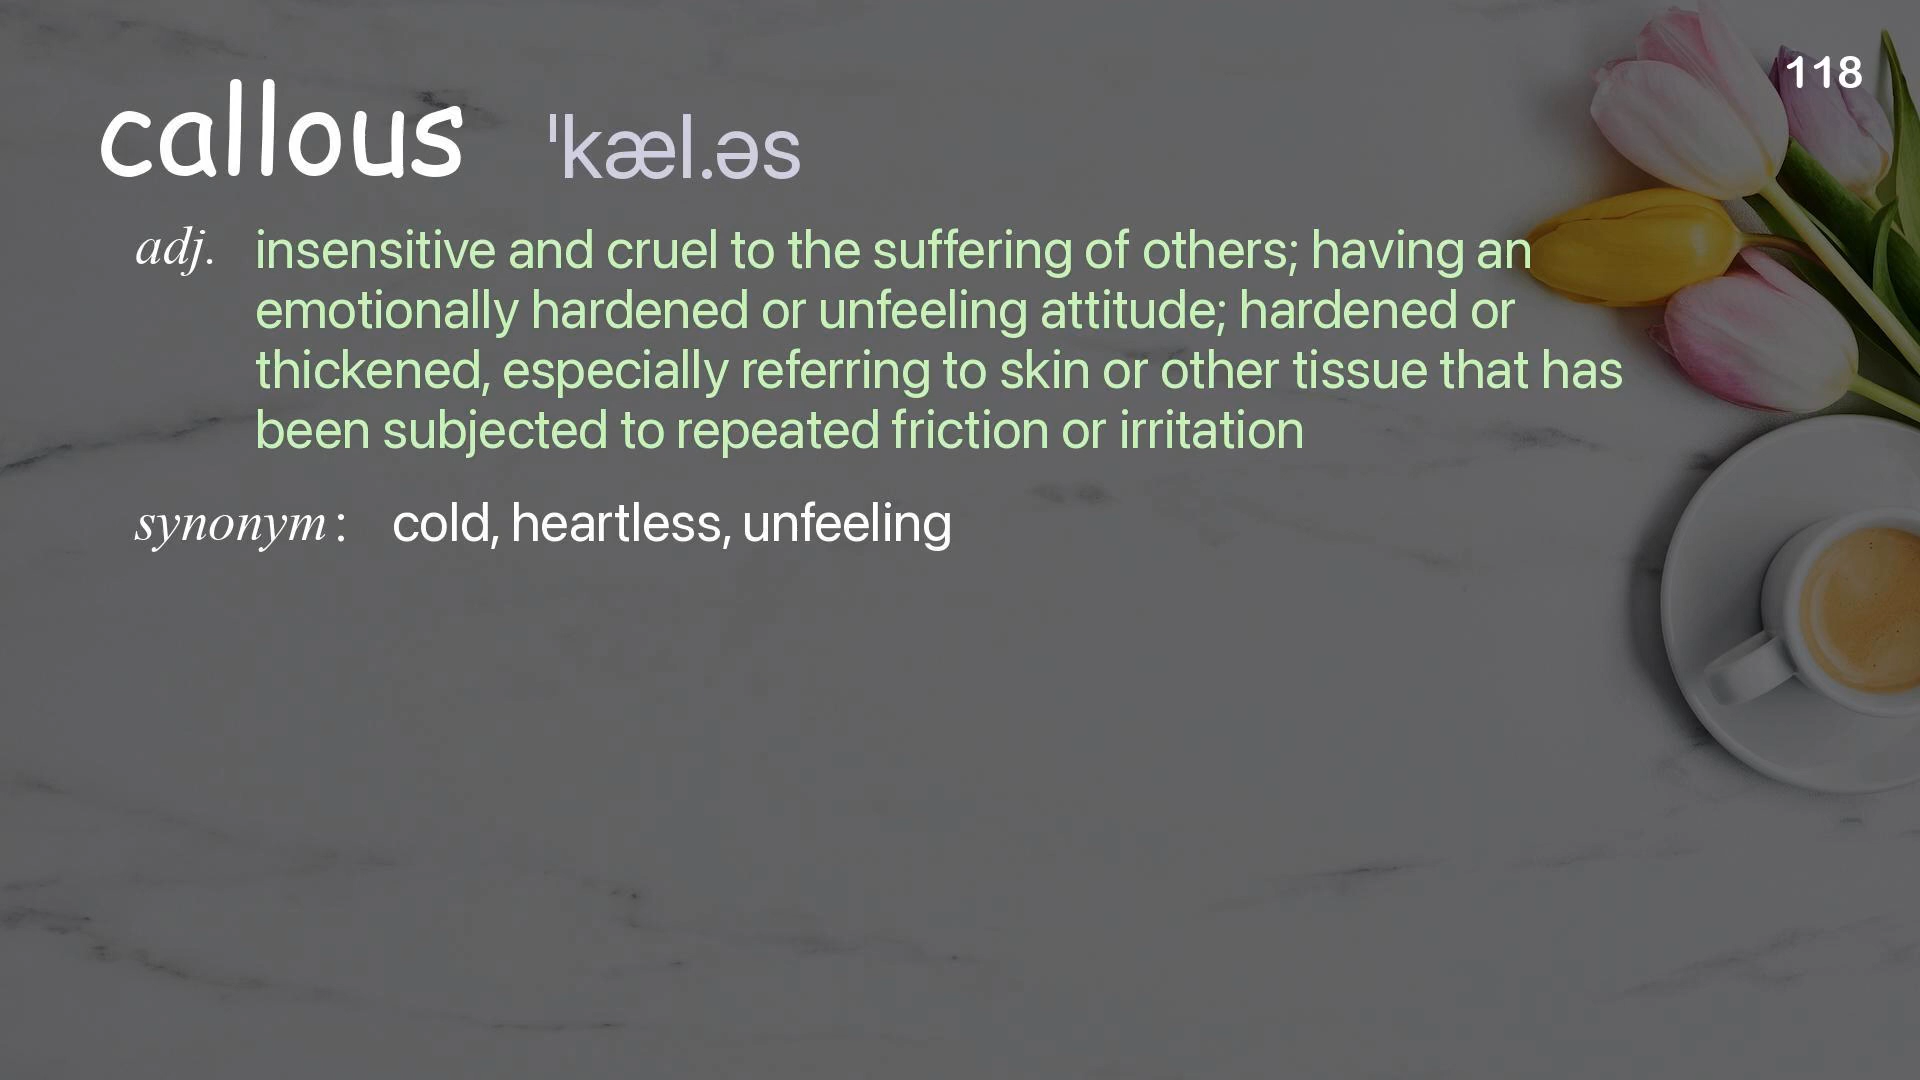 118
callous ˈkæl.əs
adj. insensitive and cruel to the suffering of others; having an
emotionally hardened or unfeeling attitude; hardened or
thickened, especially referring to skin or other tissue that has
been subjected to repeated friction or irritation
synonym: cold, heartless, unfeeling